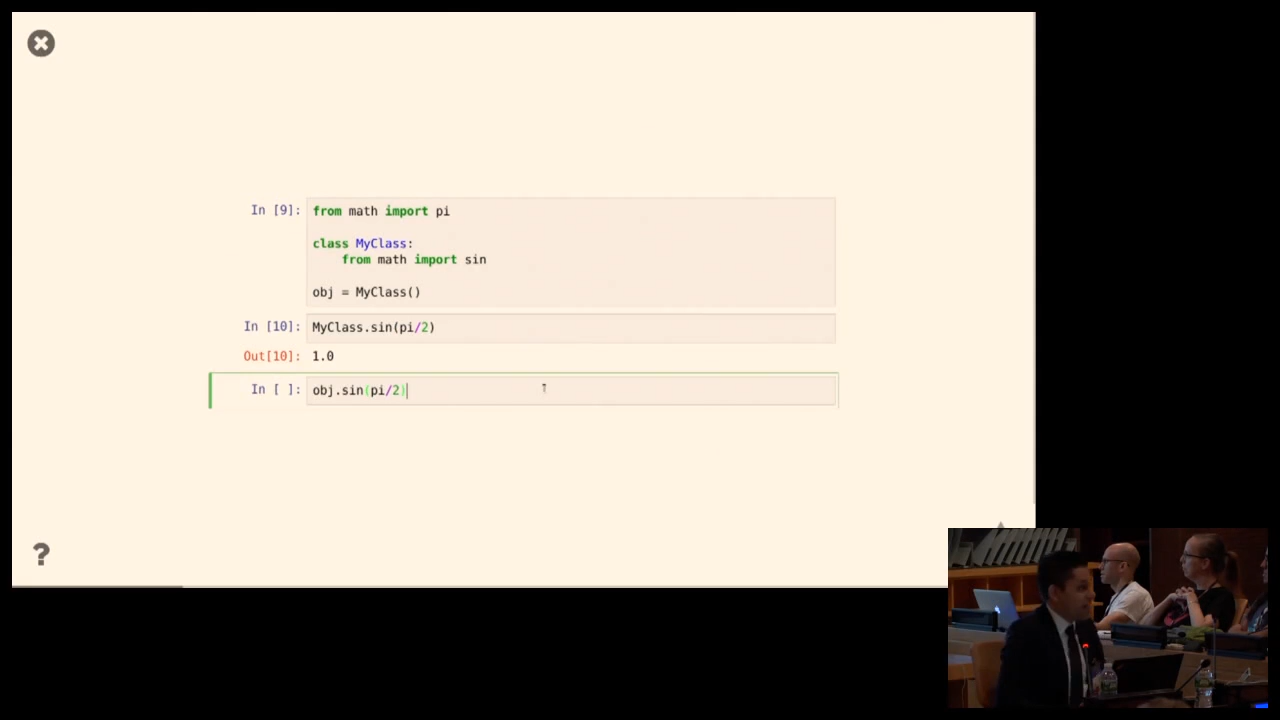 In [9]: from math import pi
class MyClass:
from math import sin
obj = MyClass()
In [10]: MyClass.sin(pi/2)
Out[10]: 1.0
In [ ]: obj.sin(pi/2)
?